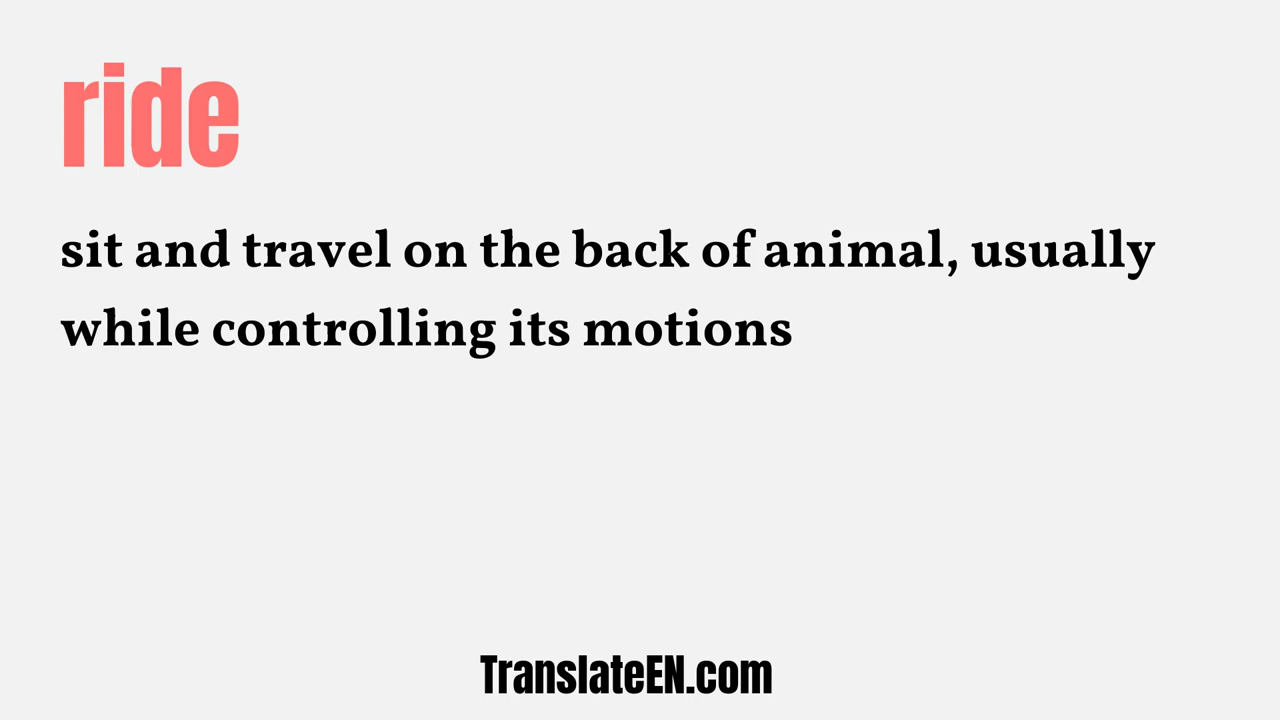 ride
sit and travel on the back of animal, usually
while controlling its motions
TranslateEN.com